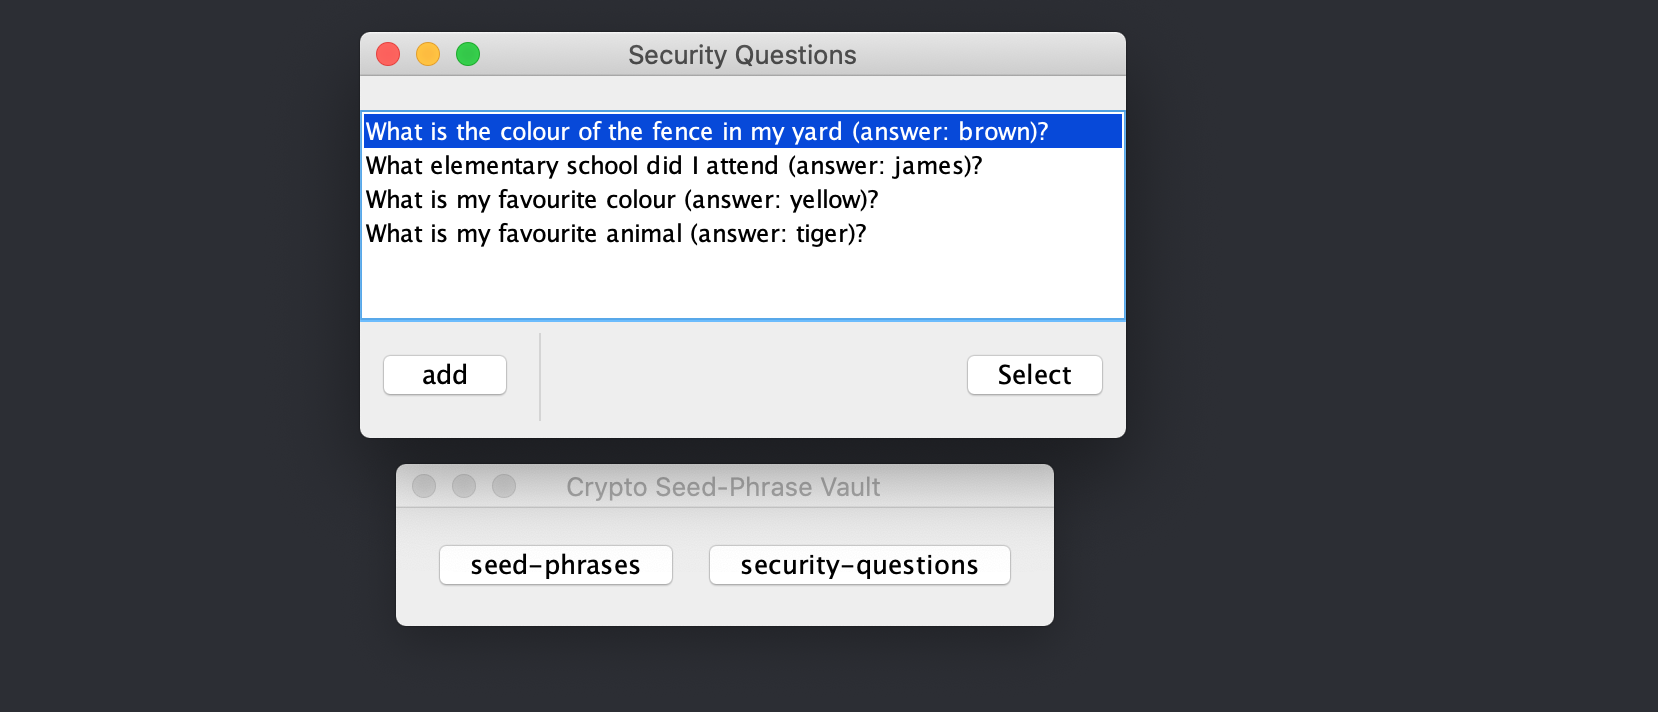 Security Questions
What is the colour of the fence in my yard (answer: brown)?
What elementary school did I attend (answer: james)?
What is my favourite colour (answer: yellow)?
What is my favourite animal (answer: tiger)?
add
Select
Crypto Seed-Phrase Vault
seed-phrases
security-questions